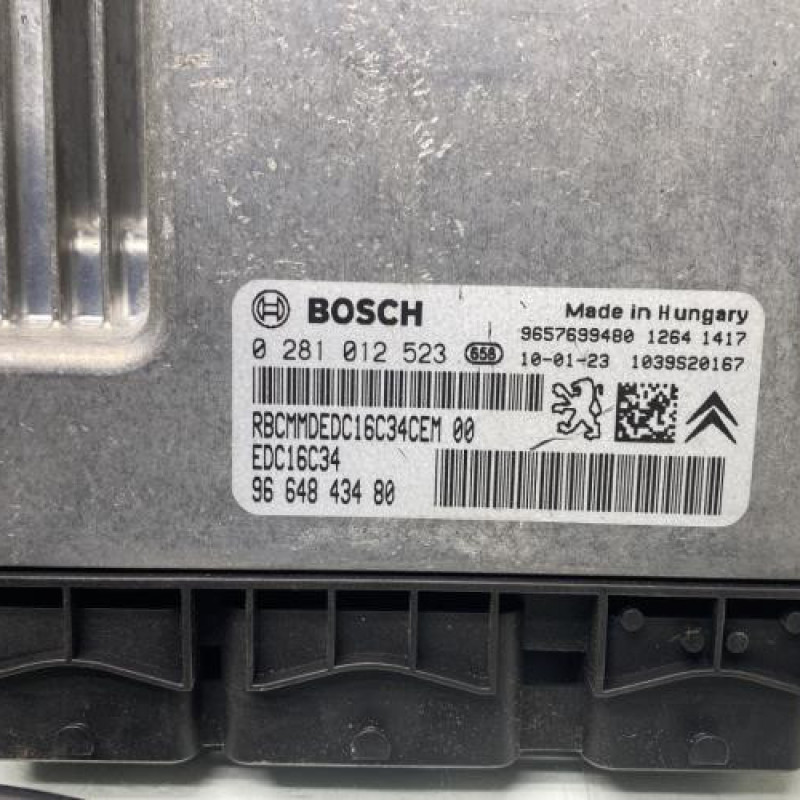 BOSCH
Made in Hungary
9657699480 1264 1417
0 281 012 523 658
10-01-23 1039S20167
RBCMMDEDC16C34CEM 00
EDC16C34
96 648 434 80